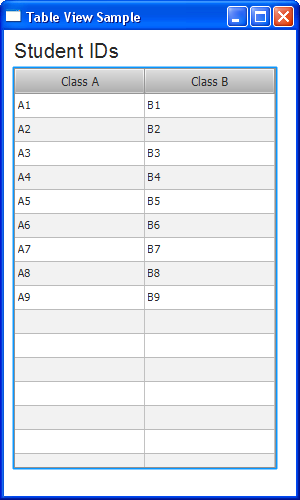 Table View Sample
Student IDs
Class A Class B
A1 B1
A2 B2
A3 B3
A4 B4
A5 B5
A6 B6
A7 B7
A8 B8
A9 B9